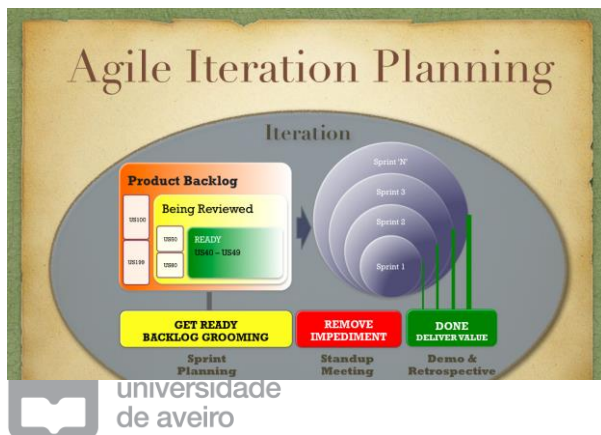 Agile Iteration Planning
Iteration
Product Backlog
Being Reviewed
READY
US40 – US49
US100
US199
US50
US80
Sprint 'N'
Sprint 3
Sprint 2
Sprint 1
GET READY
BACKLOG GROOMING
REMOVE
IMPEDIMENT
DONE
DELIVER VALUE
Sprint
Planning
Standup
Meeting
Demo &
Retrospective
universidade
de aveiro